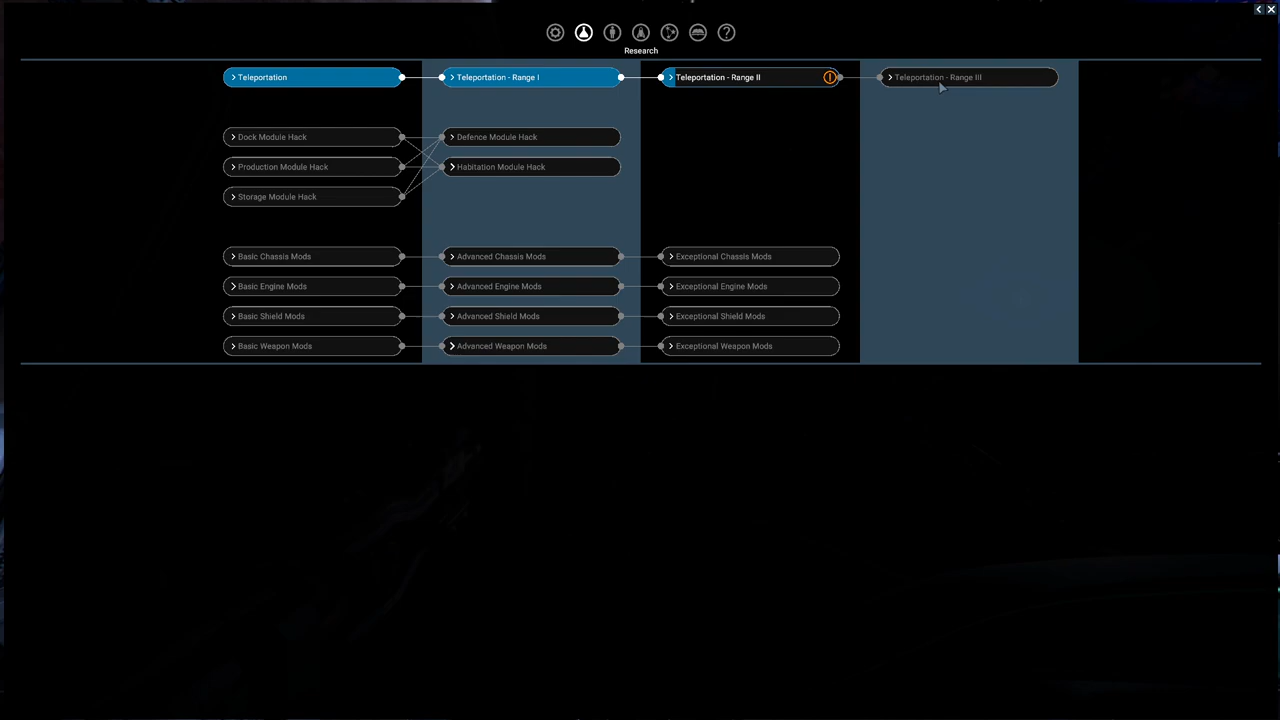 Research
Teleportation
Teleportation - Range I
Teleportation - Range II
Teleportation - Range III
Dock Module Hack
Defence Module Hack
Production Module Hack
Habitation Module Hack
Storage Module Hack
Basic Chassis Mods
Advanced Chassis Mods
Exceptional Chassis Mods
Basic Engine Mods
Advanced Engine Mods
Exceptional Engine Mods
Basic Shield Mods
Advanced Shield Mods
Exceptional Shield Mods
Basic Weapon Mods
Advanced Weapon Mods
Exceptional Weapon Mods